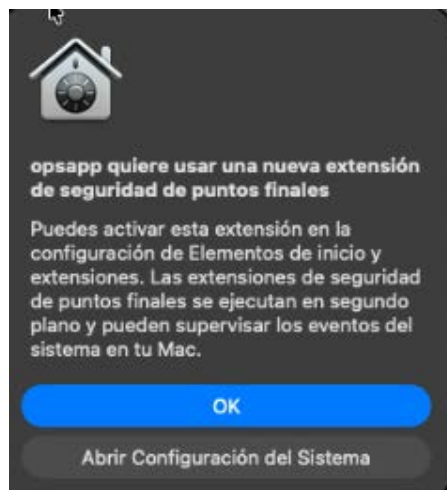 opsapp quiere usar una nueva extensión
de seguridad de puntos finales
Puedes activar esta extensión en la
configuración de Elementos de inicio y
extensiones. Las extensiones de seguridad
de puntos finales se ejecutan en segundo
plano y pueden supervisar los eventos del
sistema en tu Mac.
OK
Abrir Configuración del Sistema